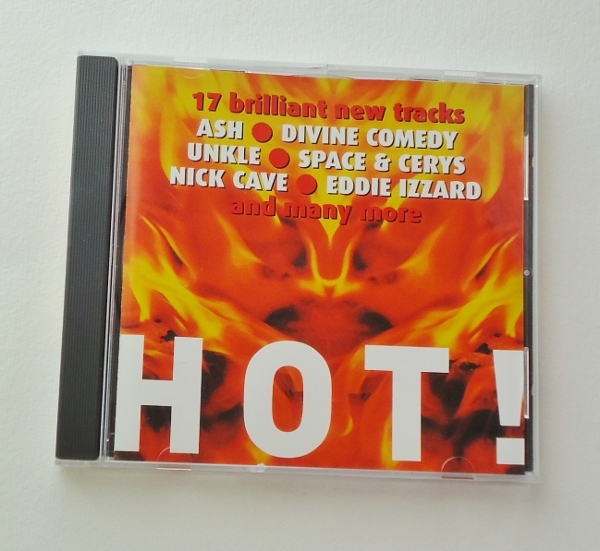 17 brilliant new tracks
ASH ● DIVINE COMEDY
UNKLE ● SPACE & CERYS
NICK CAVE ● EDDIE IZZARD
and many more
HOT!